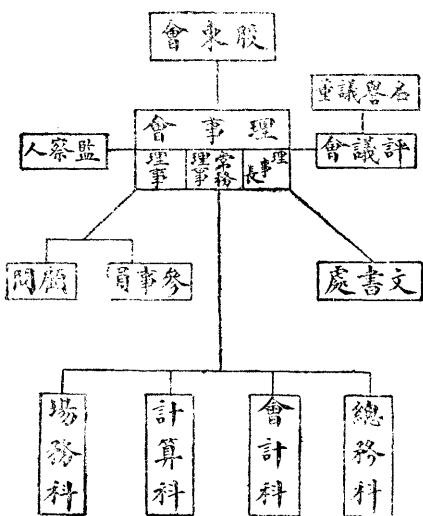 股東會
名譽議董
理事會
評議會
理事長
常務理事
理事
監察人
文書處
參事員
顧問
總務科
會計科
計算科
場務科